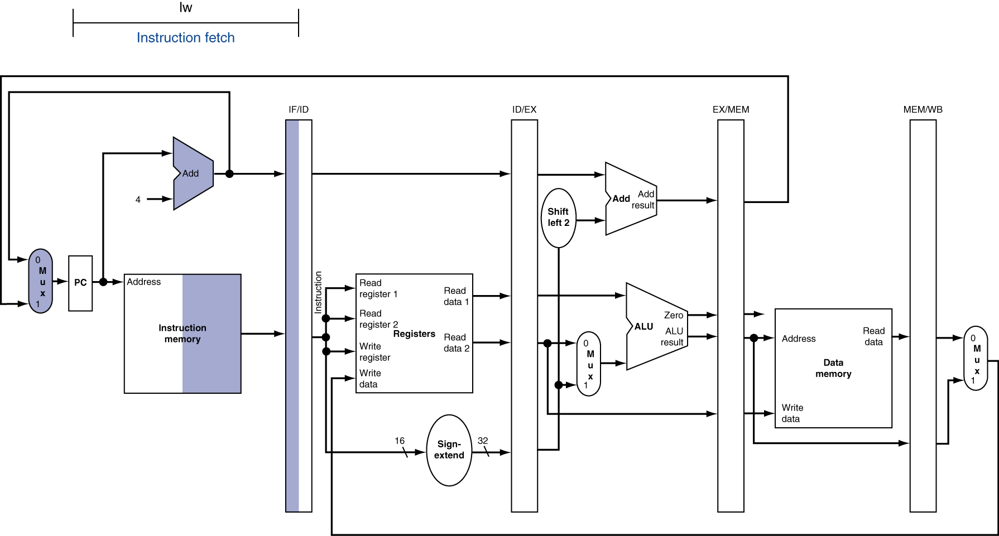 lw
Instruction fetch
IF/ID
ID/EX
EX/MEM
MEM/WB
Add
4
0
M
u
x
1
PC
Address
Instruction
memory
Instruction
Read
register 1
Read
register 2
Write
register
Write
data
Registers
Read
data 1
Read
data 2
16
Sign-
extend
32
Shift
left 2
Add
Add
result
0
M
u
x
1
ALU
Zero
ALU
result
Address
Write
data
Data
memory
Read
data
0
M
u
x
1